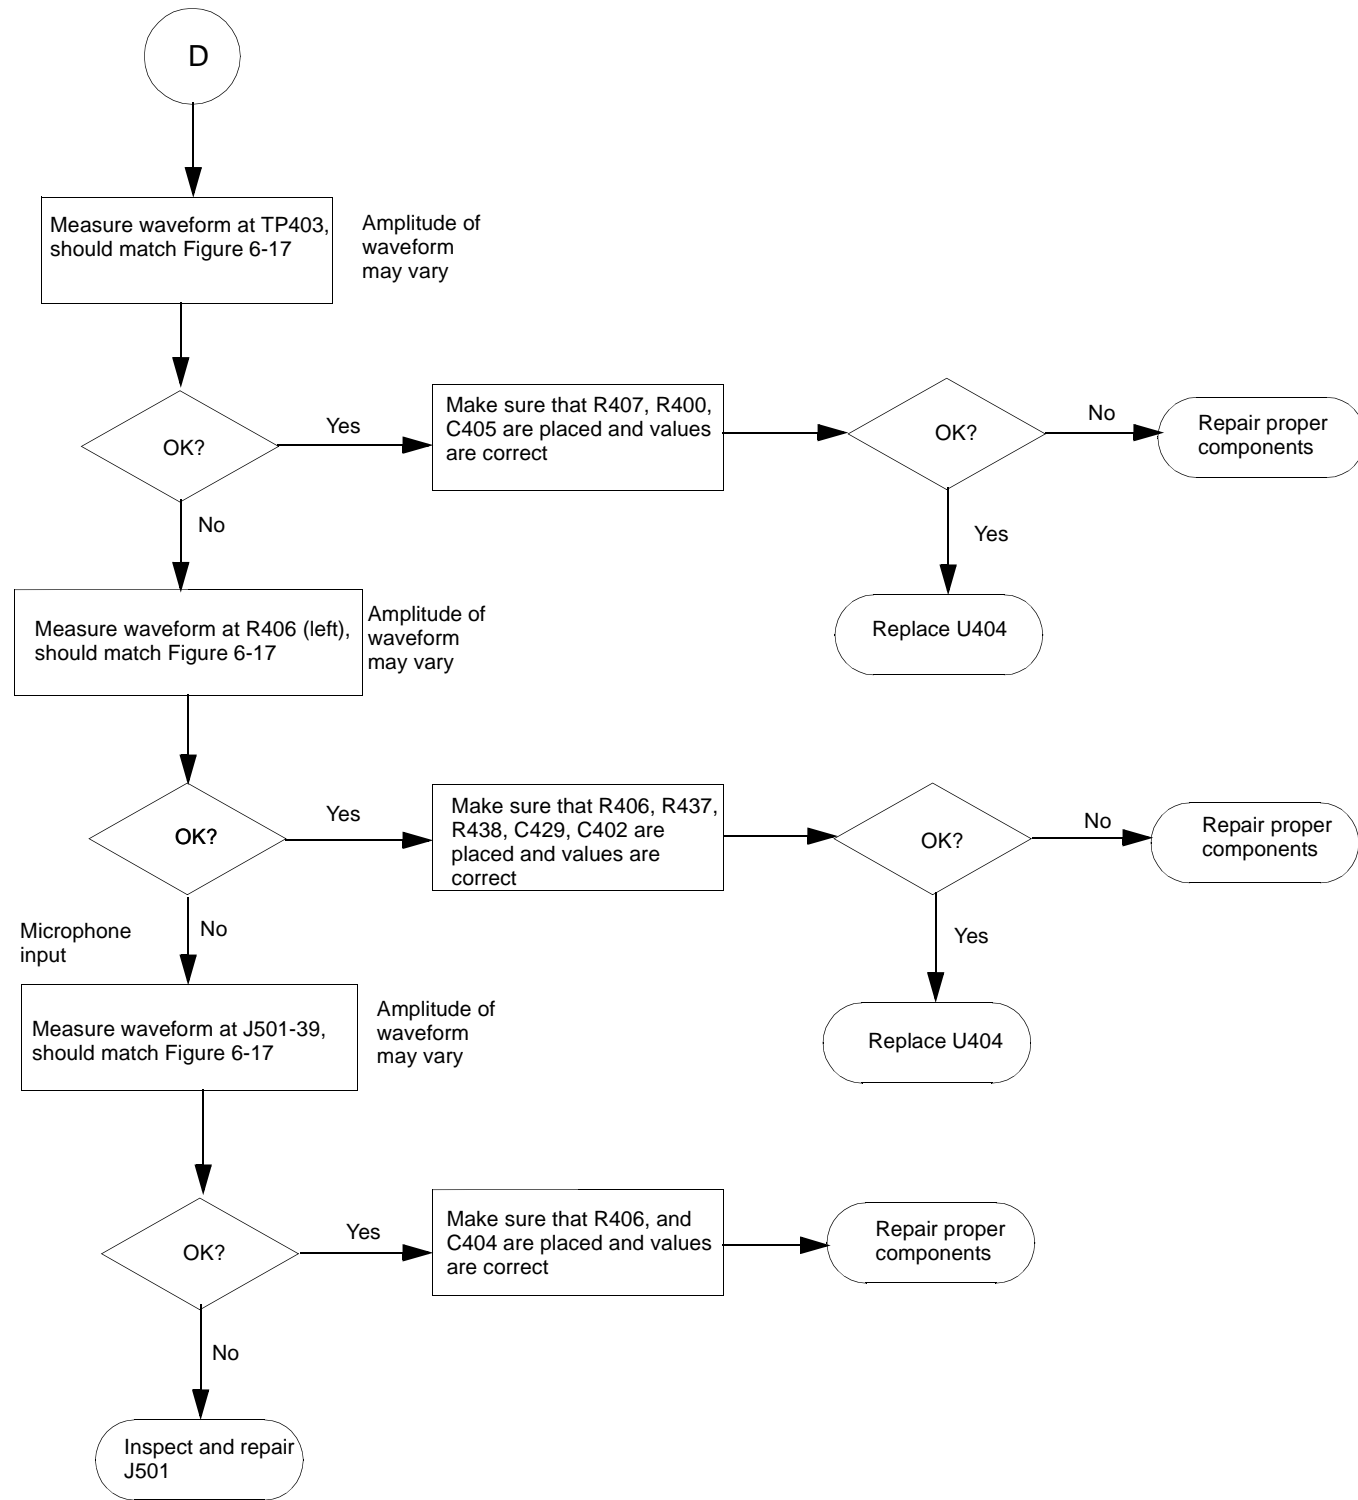 D
Measure waveform at TP403,
should match Figure 6-17
Amplitude of
waveform
may vary
OK?
Yes
Make sure that R407, R400,
C405 are placed and values
are correct
OK?
No
Repair proper
components
Yes
Replace U404
No
Measure waveform at R406 (left),
should match Figure 6-17
Amplitude of
waveform
may vary
OK?
Yes
Make sure that R406, R437,
R438, C429, C402 are
placed and values are
correct
OK?
No
Repair proper
components
Yes
Replace U404
No
Microphone
input
Measure waveform at J501-39,
should match Figure 6-17
Amplitude of
waveform
may vary
OK?
Yes
Make sure that R406, and
C404 are placed and values
are correct
Repair proper
components
No
Inspect and repair
J501